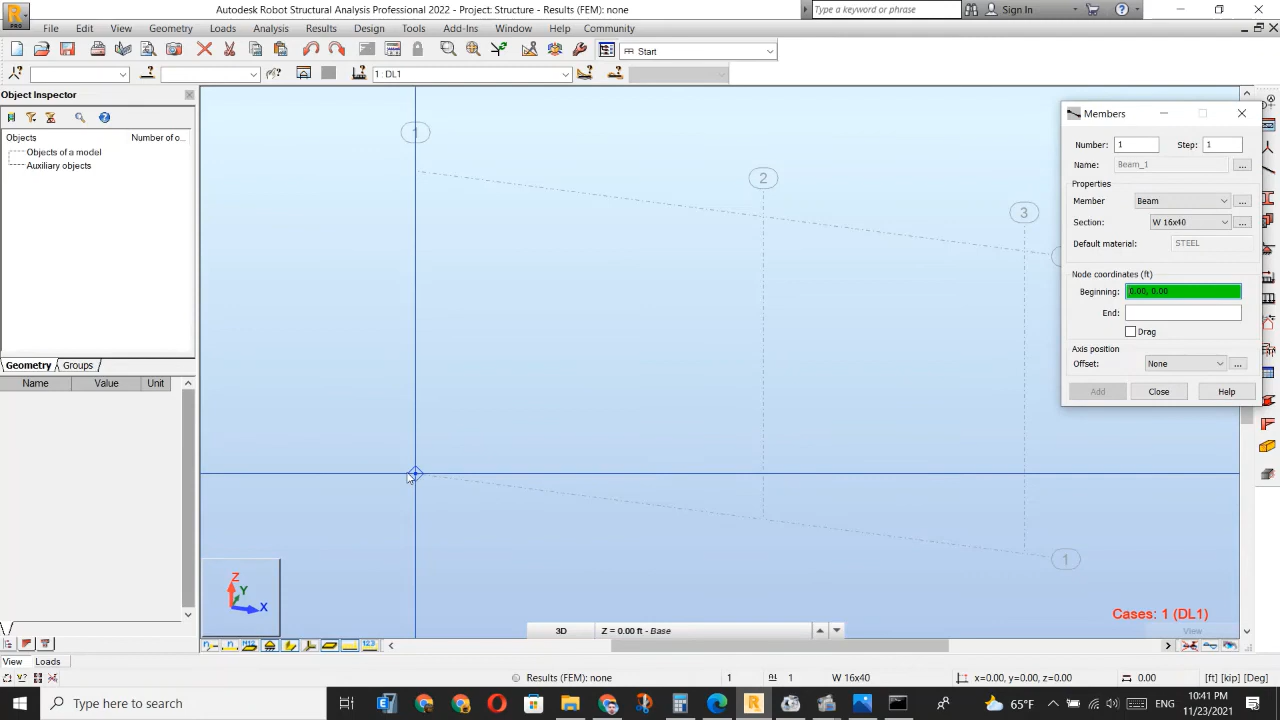 Autodesk Robot Structural Analysis Professional 2022 - Project: Structure - Results (FEM): none
Type a keyword or phrase
Sign In
PRO
File Edit View Geometry Loads Analysis Results Design Tools Add-Ins Window Help Community
Start
1 : DL1
Object Inspector
Objects Number of o...
Objects of a model
Auxiliary objects
Geometry Groups
Name Value Unit
1
2
3
1
Members
Number: 1 Step: 1
Name: Beam_1 ...
Properties
Member Beam ...
Section: W 16x40 ...
Default material: STEEL
Node coordinates (ft)
Beginning: 0.00, 0.00
End:
Drag
Axis position
Offset: None ...
Add Close Help
Z
Y
X
Cases: 1 (DL1)
3D Z = 0.00 ft - Base
View
View Loads
Results (FEM): none 1 1 W 16x40 x=0.00, y=0.00, z=0.00 0.00 [ft] [kip] [Deg]
Type here to search
65°F
ENG
10:41 PM
11/23/2021